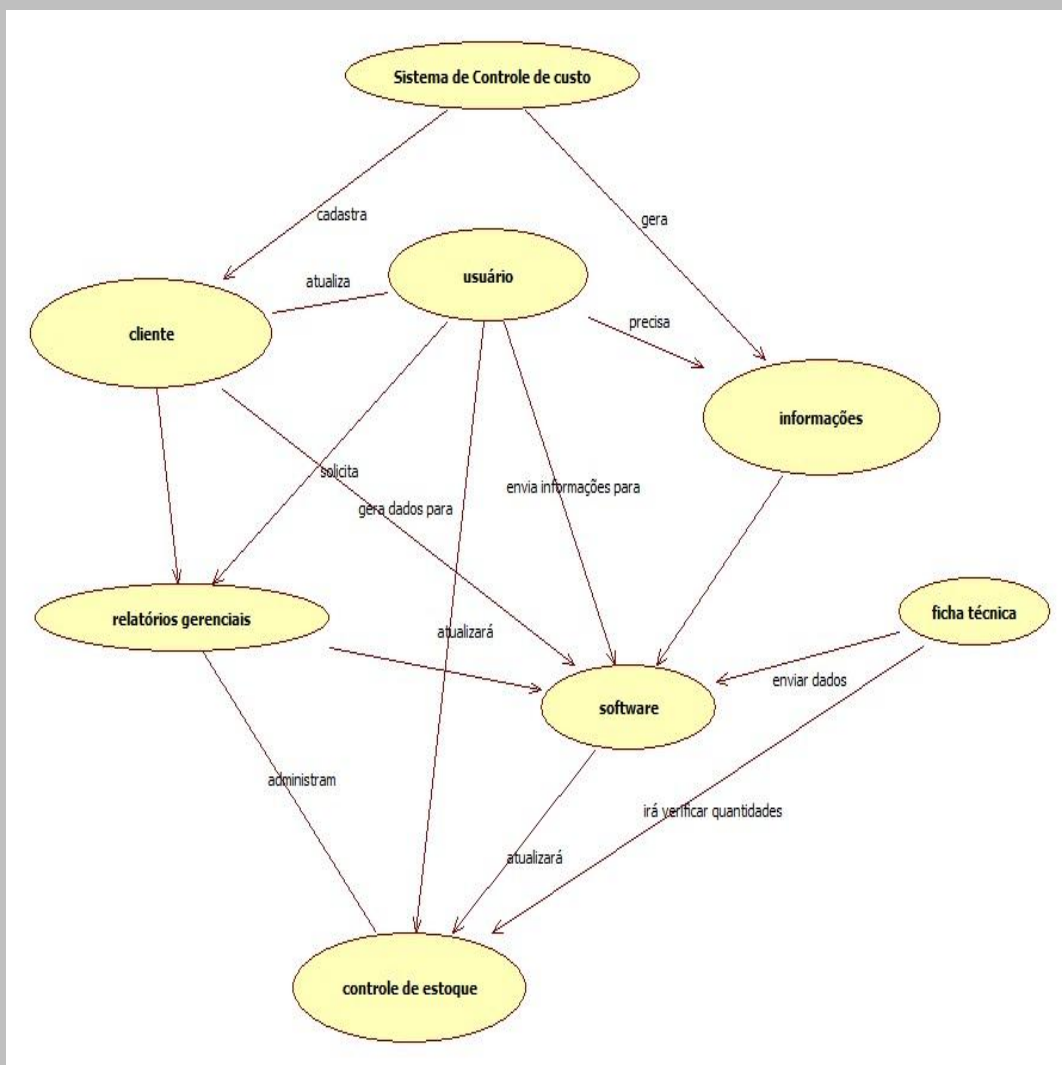 Sistema de Controle de custo
cadastra
gera
usuário
atualiza
precisa
cliente
informações
solicita
envia informações para
gera dados para
relatórios gerenciais
ficha técnica
atualizará
enviar dados
software
administram
irá verificar quantidades
atualizará
controle de estoque